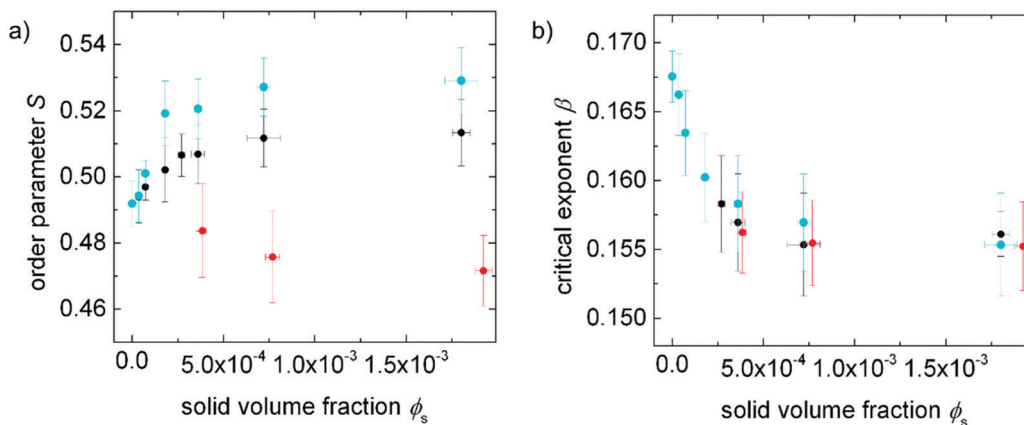 a)
0.54
0.52
0.50
0.48
0.46
order parameter S
0.0
5.0x10⁻⁴
1.0x10⁻³
1.5x10⁻³
solid volume fraction ϕₛ
b)
0.170
0.165
0.160
0.155
0.150
critical exponent β
0.0
5.0x10⁻⁴
1.0x10⁻³
1.5x10⁻³
solid volume fraction ϕₛ